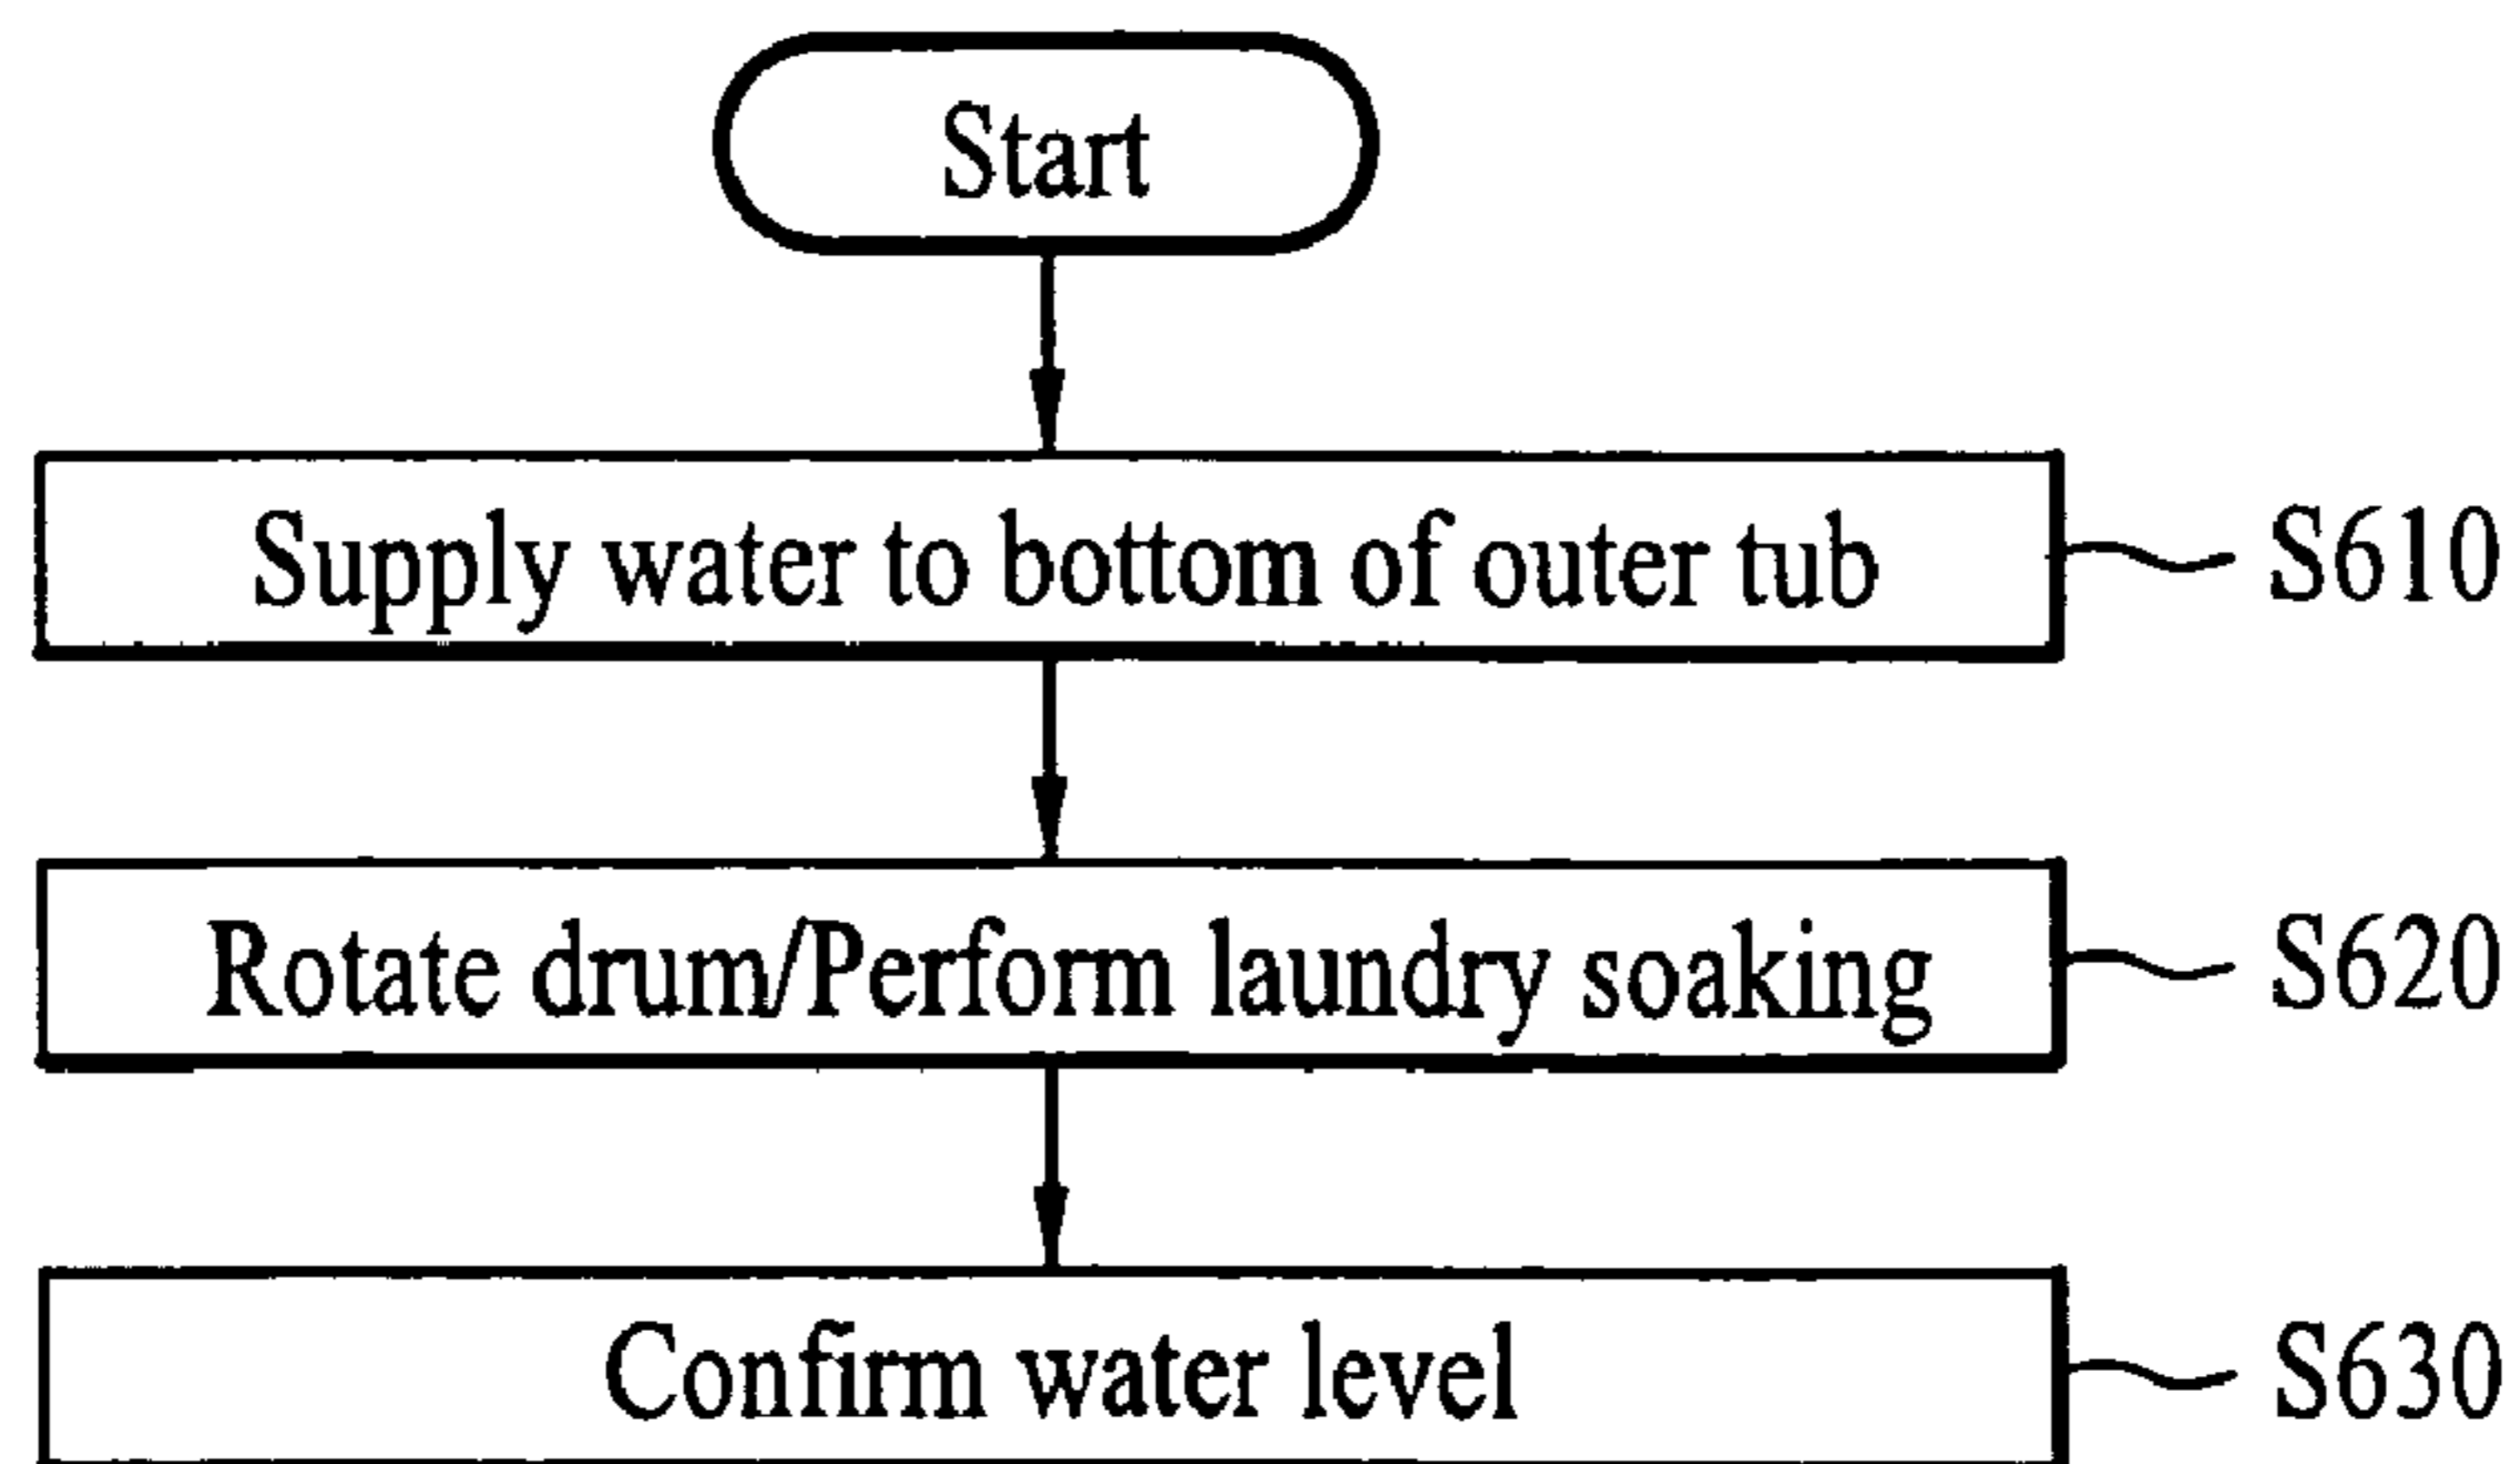 Start
Supply water to bottom of outer tub
S610
Rotate drum/Perform laundry soaking
S620
Confirm water level
S630